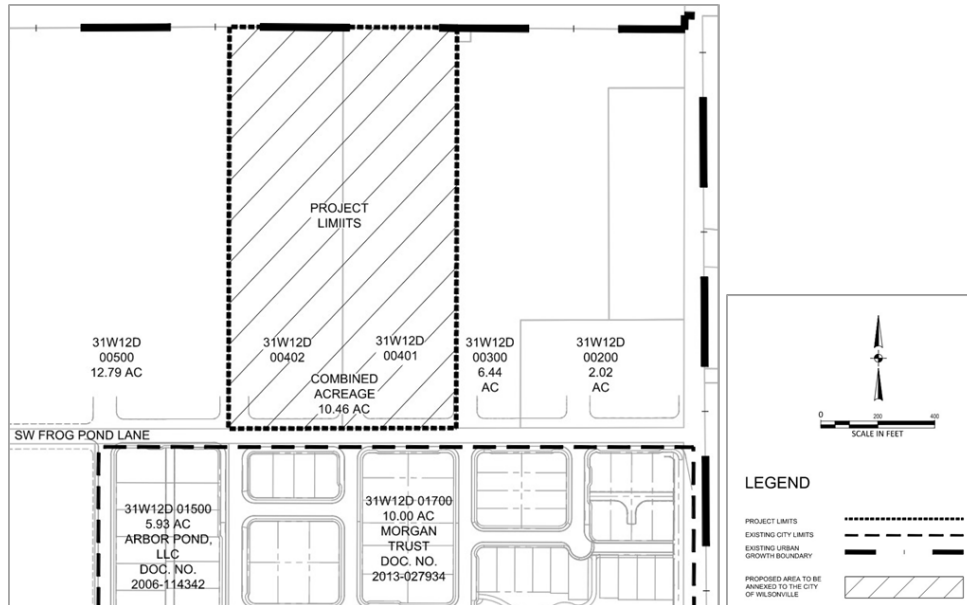 PROJECT
LIMIITS
31W12D
00500
12.79 AC
31W12D
00402
31W12D
00401
COMBINED
ACREAGE
10.46 AC
31W12D
00300
6.44
AC
31W12D
00200
2.02
AC
SW FROG POND LANE
31W12D 01500
5.93 AC
ARBOR POND,
LLC
DOC. NO.
2006-114342
31W12D 01700
10.00 AC
MORGAN
TRUST
DOC. NO.
2013-027934
0 200 400
SCALE IN FEET
LEGEND
PROJECT LIMITS
EXISTING CITY LIMITS
EXISTING URBAN
GROWTH BOUNDARY
PROPOSED AREA TO BE
ANNEXED TO THE CITY
OF WILSONVILLE